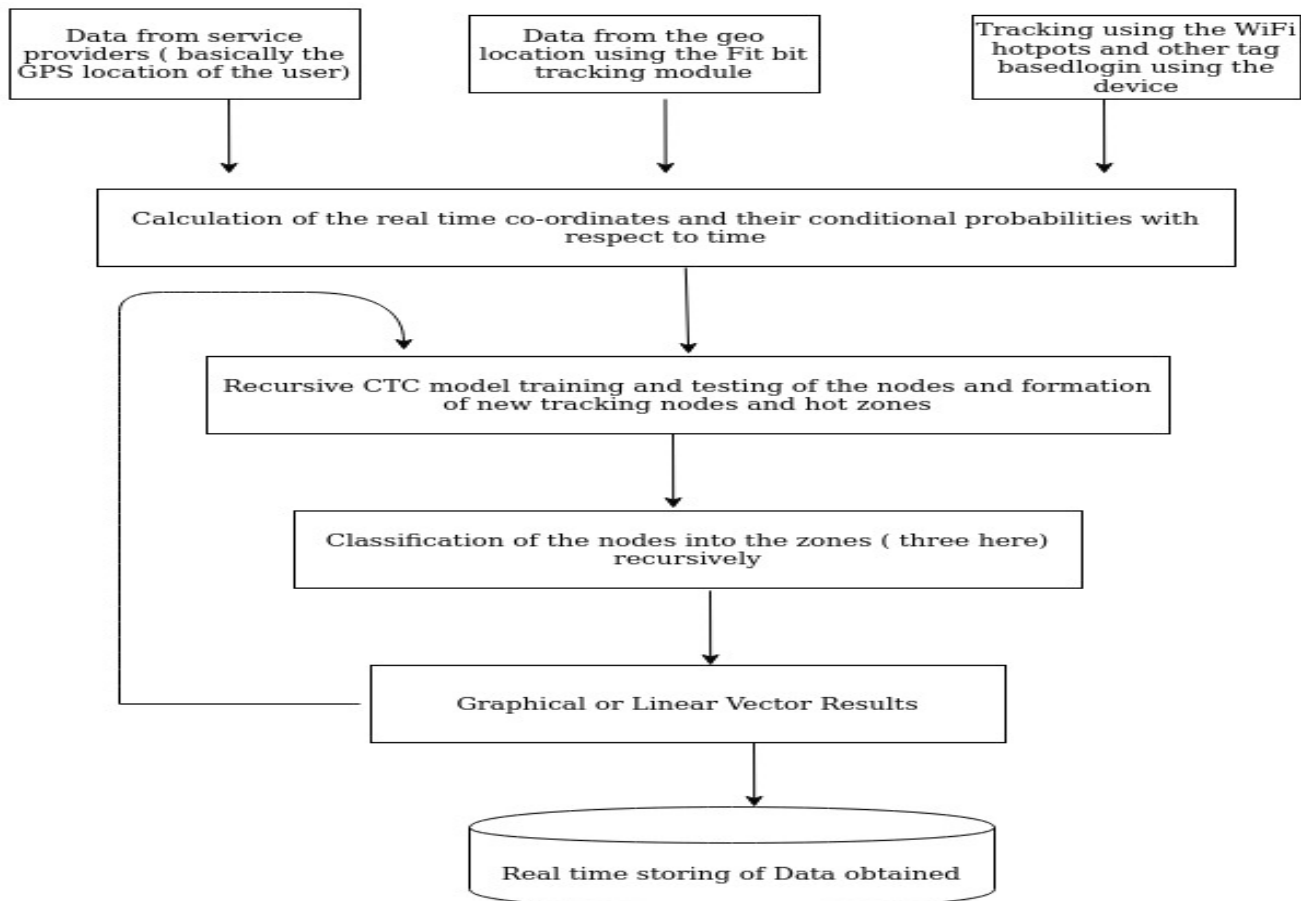 Data from service
providers ( basically the
GPS location of the user)
Data from the geo
location using the Fit bit
tracking module
Tracking using the WiFi
hotpots and other tag
basedlogin using the
device
Calculation of the real time co-ordinates and their conditional probabilities with
respect to time
Recursive CTC model training and testing of the nodes and formation
of new tracking nodes and hot zones
Classification of the nodes into the zones ( three here)
recursively
Graphical or Linear Vector Results
Real time storing of Data obtained